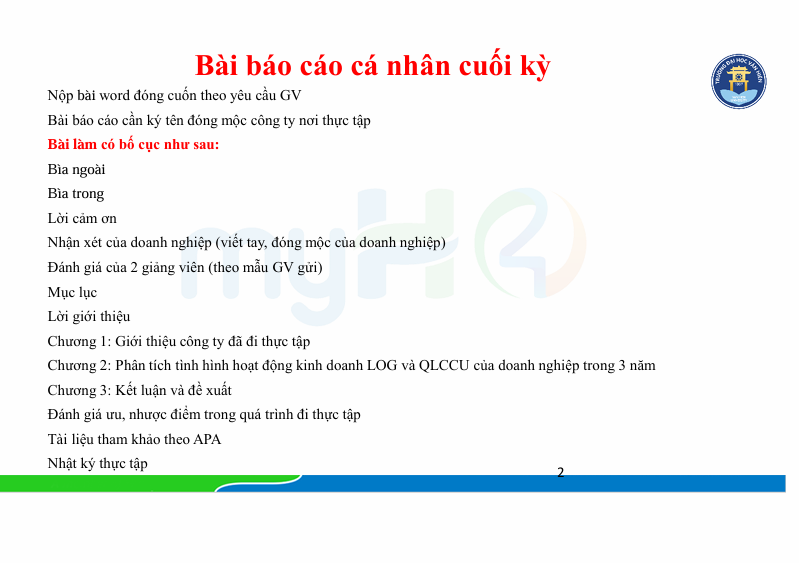 Bài báo cáo cá nhân cuối kỳ
TRƯỜNG ĐẠI HỌC VĂN HIẾN
Nộp bài word đóng cuốn theo yêu cầu GV
Bài báo cáo cần ký tên đóng mộc công ty nơi thực tập
Bài làm có bố cục như sau:
Bìa ngoài
Bìa trong
Lời cảm ơn
Nhận xét của doanh nghiệp (viết tay, đóng mộc của doanh nghiệp)
Đánh giá của 2 giảng viên (theo mẫu GV gửi)
Mục lục
Lời giới thiệu
Chương 1: Giới thiệu công ty đã đi thực tập
Chương 2: Phân tích tình hình hoạt động kinh doanh LOG và QLCCU của doanh nghiệp trong 3 năm
Chương 3: Kết luận và đề xuất
Đánh giá ưu, nhược điểm trong quá trình đi thực tập
Tài liệu tham khảo theo APA
Nhật ký thực tập
2